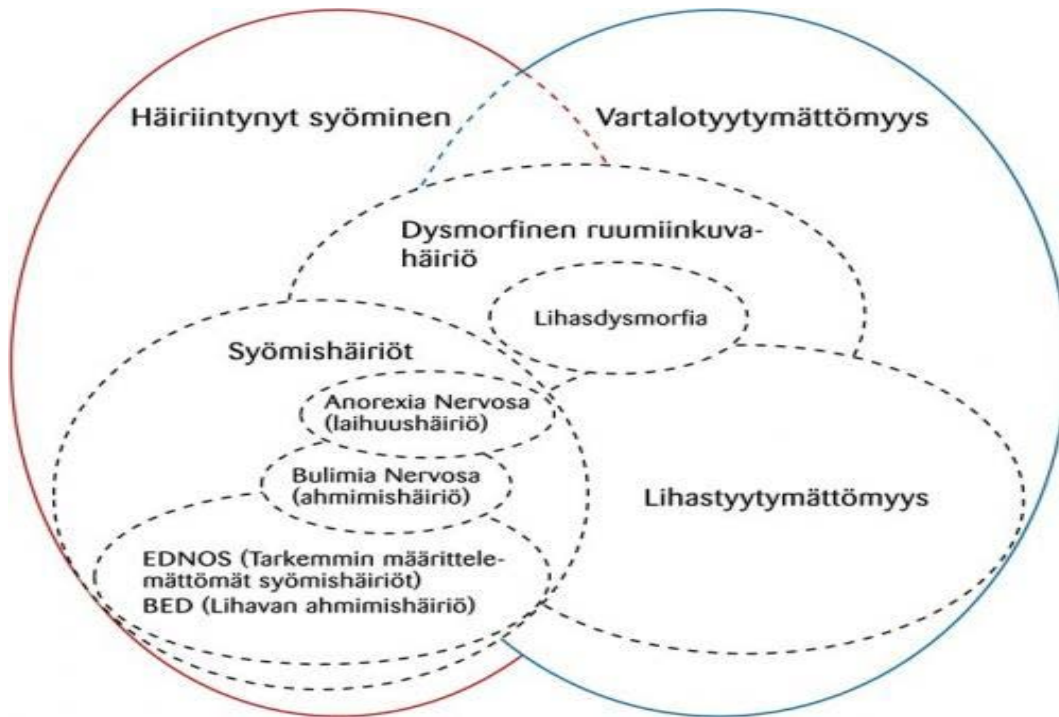 Häiriintynyt syöminen
Vartalotyytymättömyys
Dysmorfinen ruumiinkuva-
häiriö
Lihasdysmorfia
Syömishäiriöt
Anorexia Nervosa
(laihuushäiriö)
Bulimia Nervosa
(ahmimishäiriö)
Lihastyytymättömyys
EDNOS (Tarkemmin määrittele-
mättömät syömishäiriöt)
BED (Lihavan ahmimishäiriö)